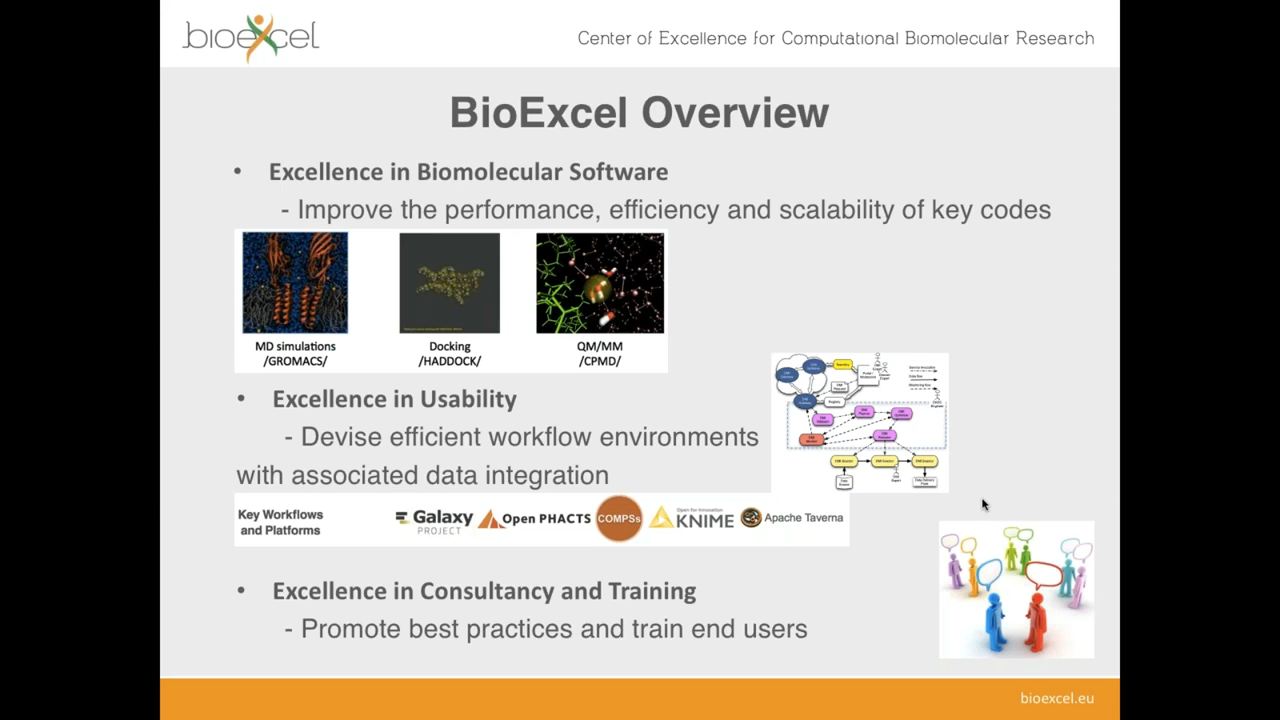 bioexcel
Center of Excellence for Computational Biomolecular Research
BioExcel Overview
• Excellence in Biomolecular Software
- Improve the performance, efficiency and scalability of key codes
MD simulations
/GROMACS/
Docking
/HADDOCK/
QM/MM
/CPMD/
• Excellence in Usability
- Devise efficient workflow environments
with associated data integration
Key Workflows
and Platforms
Galaxy
PROJECT
Open PHACTS
COMPSs
Open for Innovation
KNIME
Apache Taverna
• Excellence in Consultancy and Training
- Promote best practices and train end users
bioexcel.eu